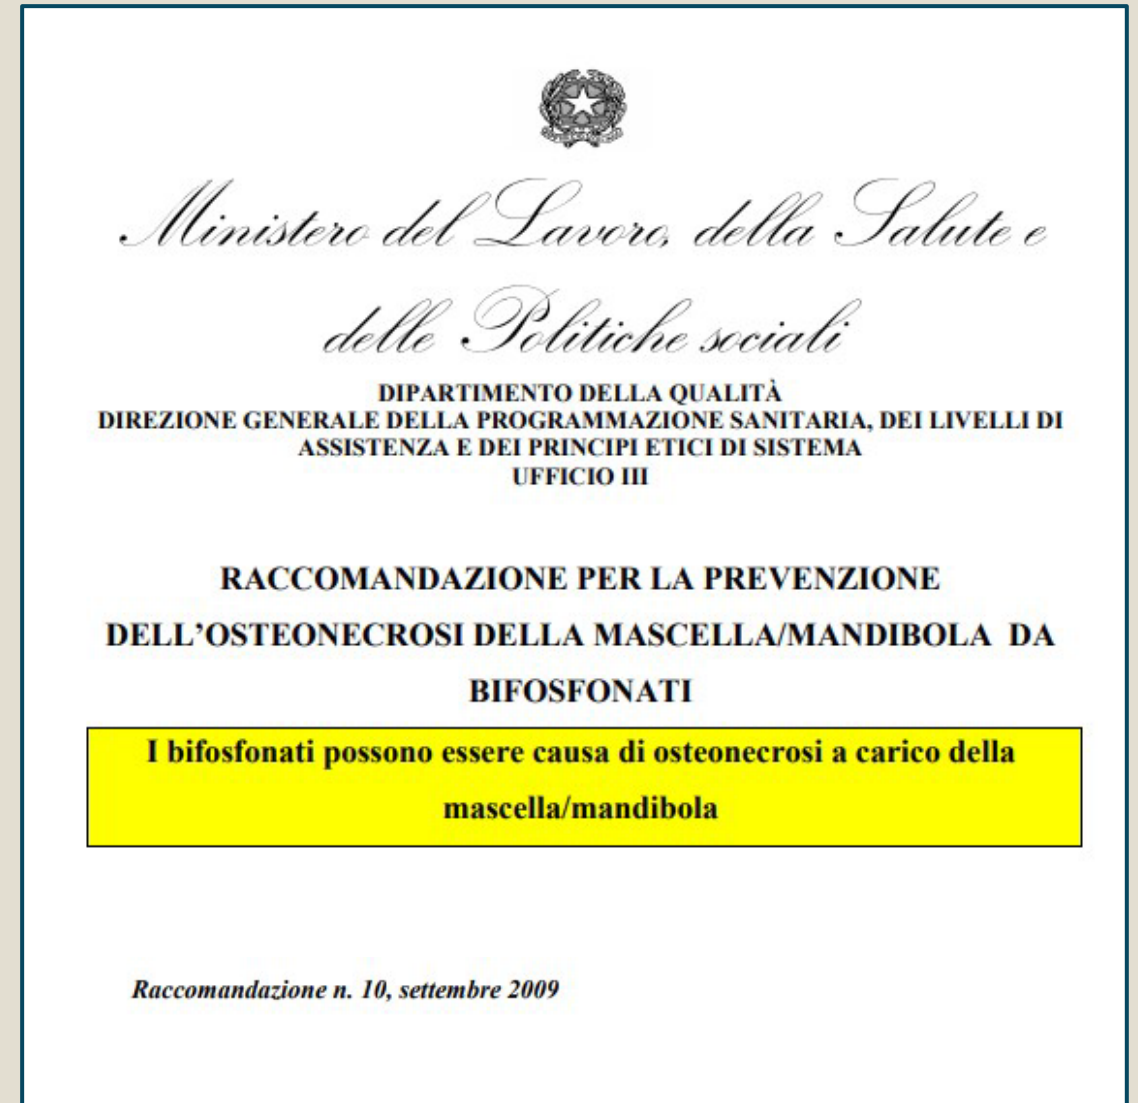 Ministero del Lavoro, della Salute e
delle Politiche sociali
DIPARTIMENTO DELLA QUALITÀ
DIREZIONE GENERALE DELLA PROGRAMMAZIONE SANITARIA, DEI LIVELLI DI
ASSISTENZA E DEI PRINCIPI ETICI DI SISTEMA
UFFICIO III
RACCOMANDAZIONE PER LA PREVENZIONE
DELL'OSTEONECROSI DELLA MASCELLA/MANDIBOLA DA
BIFOSFONATI
I bifosfonati possono essere causa di osteonecrosi a carico della
mascella/mandibola
Raccomandazione n. 10, settembre 2009